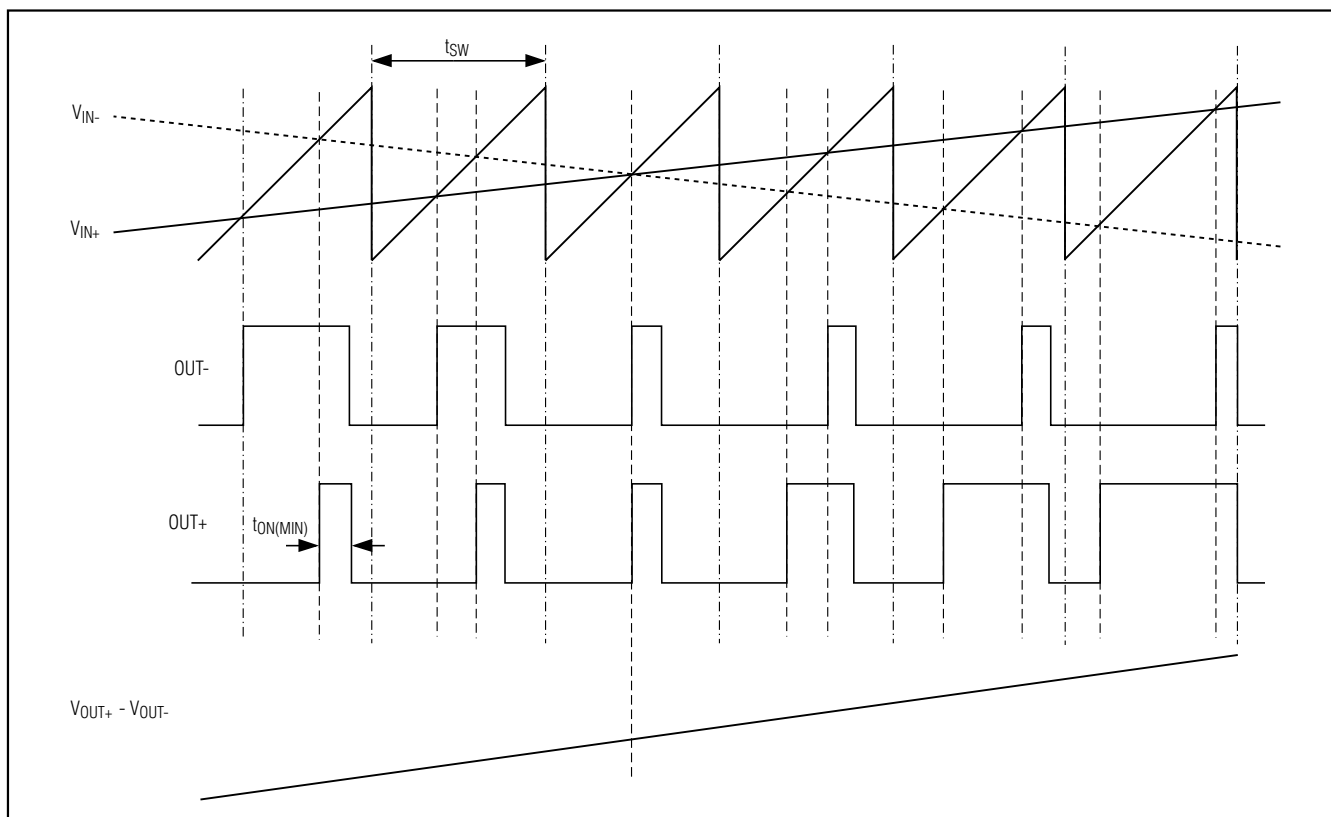 tSW
VIN-
VIN+
OUT-
OUT+
tON(MIN)
VOUT+ - VOUT-